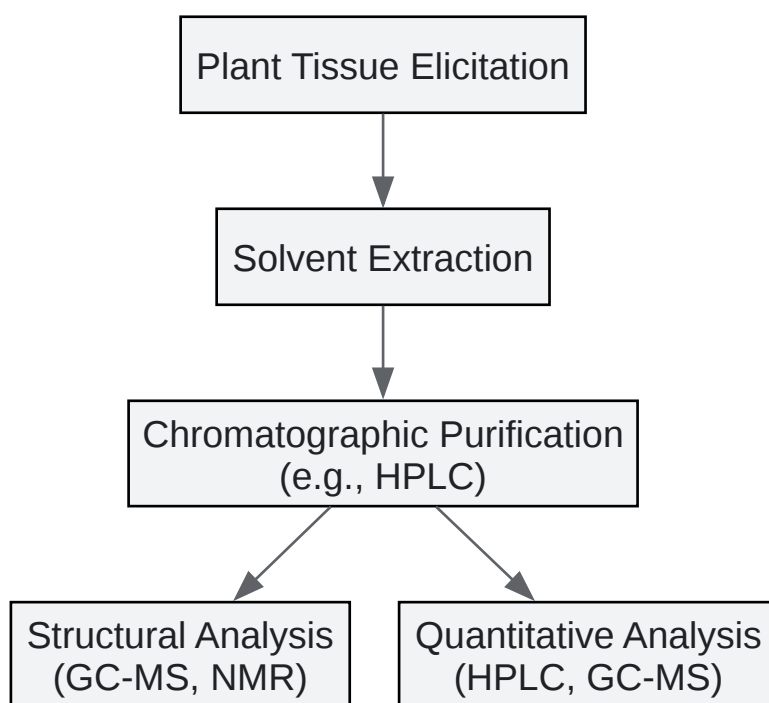 Plant Tissue Elicitation
Solvent Extraction
Chromatographic Purification
(e.g., HPLC)
Structural Analysis
(GC-MS, NMR)
Quantitative Analysis
(HPLC, GC-MS)